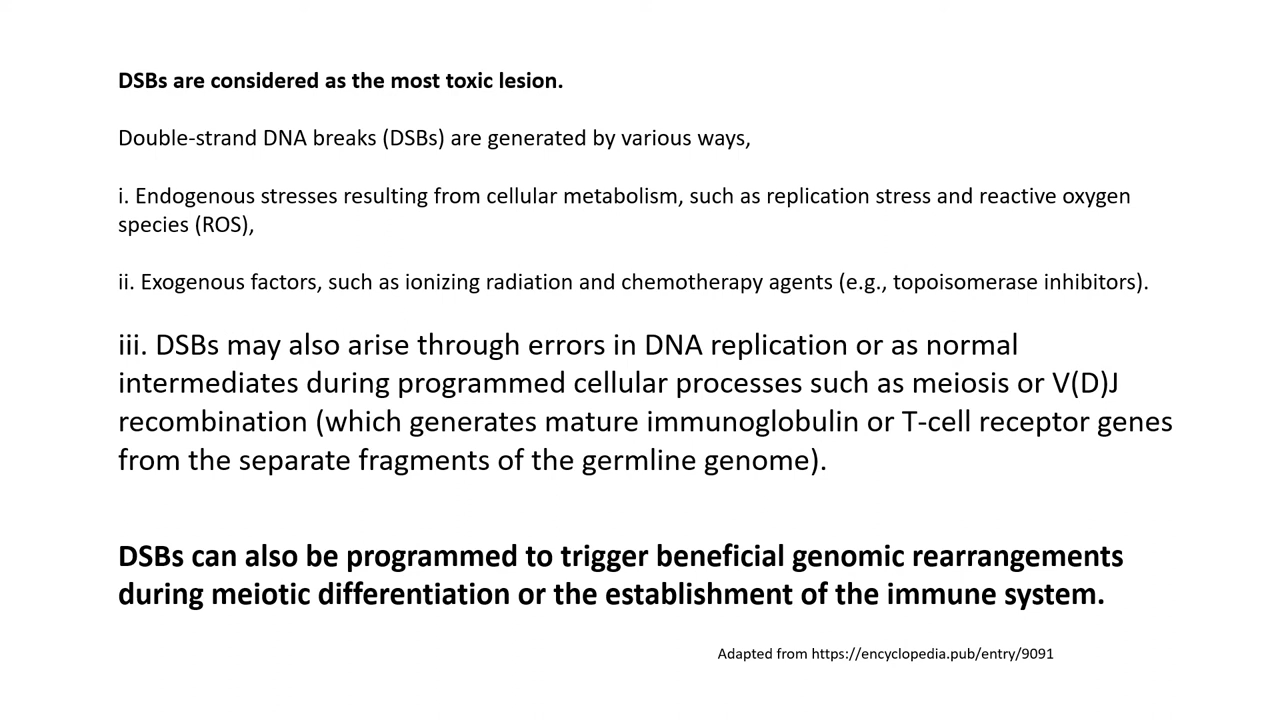 DSBs are considered as the most toxic lesion.
Double-strand DNA breaks (DSBs) are generated by various ways,
i. Endogenous stresses resulting from cellular metabolism, such as replication stress and reactive oxygen
species (ROS),
ii. Exogenous factors, such as ionizing radiation and chemotherapy agents (e.g., topoisomerase inhibitors).
iii. DSBs may also arise through errors in DNA replication or as normal
intermediates during programmed cellular processes such as meiosis or V(D)J
recombination (which generates mature immunoglobulin or T-cell receptor genes
from the separate fragments of the germline genome).
DSBs can also be programmed to trigger beneficial genomic rearrangements
during meiotic differentiation or the establishment of the immune system.
Adapted from https://encyclopedia.pub/entry/9091